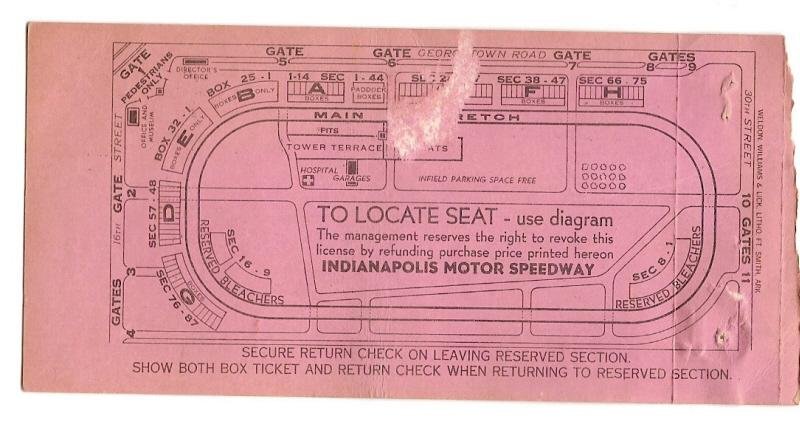 GATE 1
PEDESTRIANS ONLY
DIRECTOR'S OFFICE
GATE 5
GATE 6
GEORGETOWN ROAD
GATE 7
GATES 8 9
OFFICE AND MUSEUM
BOX 32-1
BOXES E ONLY
BOX 25-1
BOXES B ONLY
1-14 SEC 1-44
A
BOXES
PADDOCK
BOXES
SEC 38-47
F
BOXES
SEC 66-75
H
BOXES
30TH STREET
MAIN
PITS
TOWER TERRACE
HOSPITAL
GARAGES
INFIELD PARKING SPACE FREE
16TH STREET
GATE 2
SEC 57-48
D
TO LOCATE SEAT - use diagram
The management reserves the right to revoke this
license by refunding purchase price printed hereon
INDIANAPOLIS MOTOR SPEEDWAY
SEC 16-9
RESERVED BLEACHERS
SEC 8-1
RESERVED BLEACHERS
10 GATES 11
GATES 3
4
BOXES
G
SEC 76-87
WELDON, WILLIAMS & LICK, LITHO, FT. SMITH, ARK.
SECURE RETURN CHECK ON LEAVING RESERVED SECTION.
SHOW BOTH BOX TICKET AND RETURN CHECK WHEN RETURNING TO RESERVED SECTION.